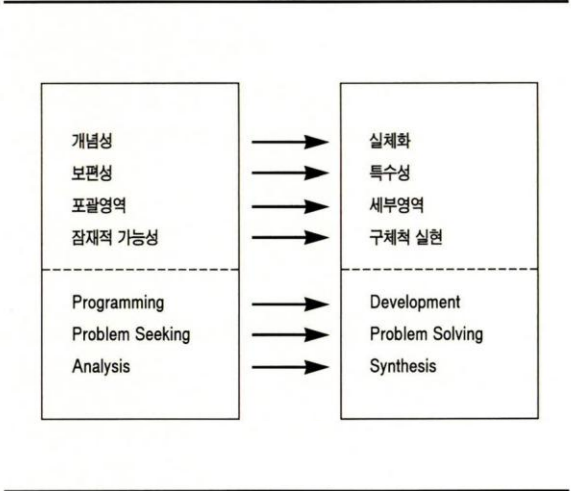 개념성 실체화
보편성 특수성
포괄영역 세부영역
잠재적 가능성 구체척 실현
Programming Development
Problem Seeking Problem Solving
Analysis Synthesis